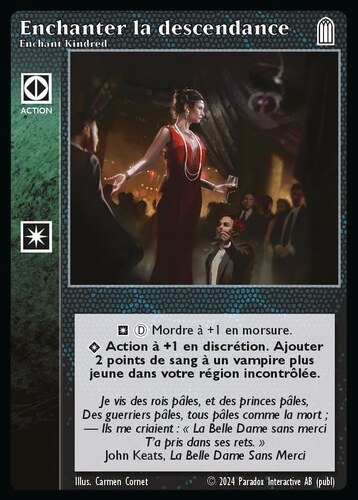 Enchanter la descendance
Enchant Kindred
ACTION
D Mordre à +1 en morsure.
Action à +1 en discrétion. Ajouter
2 points de sang à un vampire plus
jeune dans votre région incontrôlée.
Je vis des rois pâles, et des princes pâles,
Des guerriers pâles, tous pâles comme la mort ;
— Ils me criaient : « La Belle Dame sans merci
T'a pris dans ses rets. »
John Keats, La Belle Dame Sans Merci
Illus. Carmen Cornet
© 2024 Paradox Interactive AB (publ)